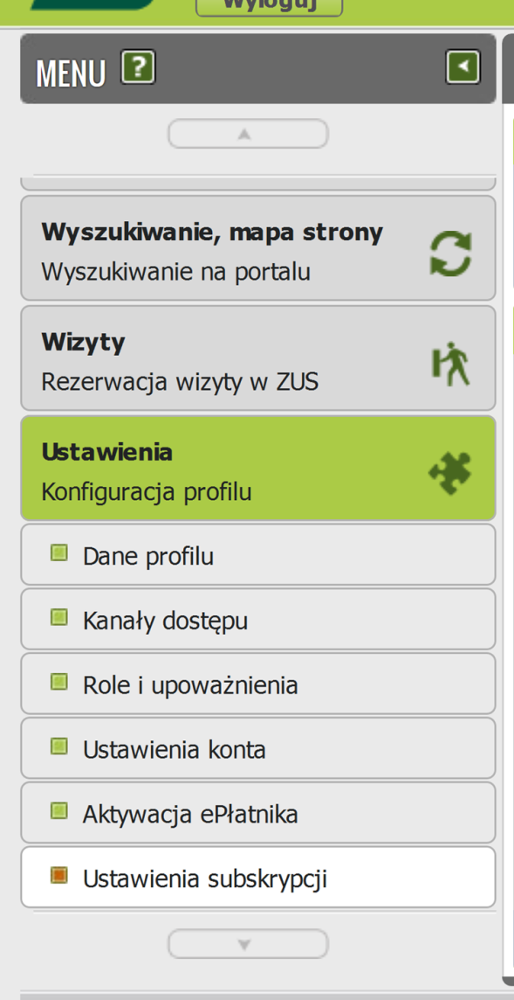 Wyloguj
MENU ?
Wyszukiwanie, mapa strony
Wyszukiwanie na portalu
Wizyty
Rezerwacja wizyty w ZUS
Ustawienia
Konfiguracja profilu
Dane profilu
Kanały dostępu
Role i upoważnienia
Ustawienia konta
Aktywacja ePłatnika
Ustawienia subskrypcji